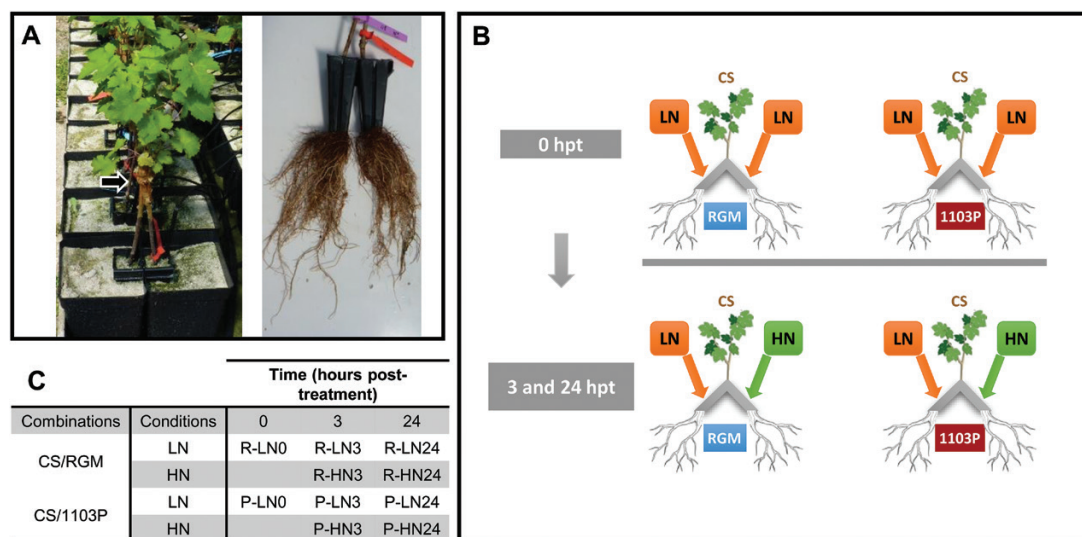 A
B
CS
CS
LN
LN
LN
LN
0 hpt
RGM
1103P
CS
CS
LN
HN
LN
HN
3 and 24 hpt
RGM
1103P
C
Time (hours post-
treatment)
Combinations Conditions 0 3 24
CS/RGM
LN R-LN0 R-LN3 R-LN24
HN R-HN3 R-HN24
CS/1103P
LN P-LN0 P-LN3 P-LN24
HN P-HN3 P-HN24